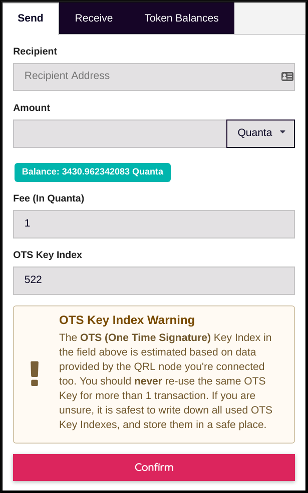 Send Receive Token Balances
Recipient
Recipient Address
Amount
Quanta
Balance: 3430.962342083 Quanta
Fee (In Quanta)
1
OTS Key Index
522
OTS Key Index Warning
The OTS (One Time Signature) Key Index in
the field above is estimated based on data
provided by the QRL node you're connected
too. You should never re-use the same OTS
Key for more than 1 transaction. If you are
unsure, it is safest to write down all used OTS
Key Indexes, and store them in a safe place.
Confirm